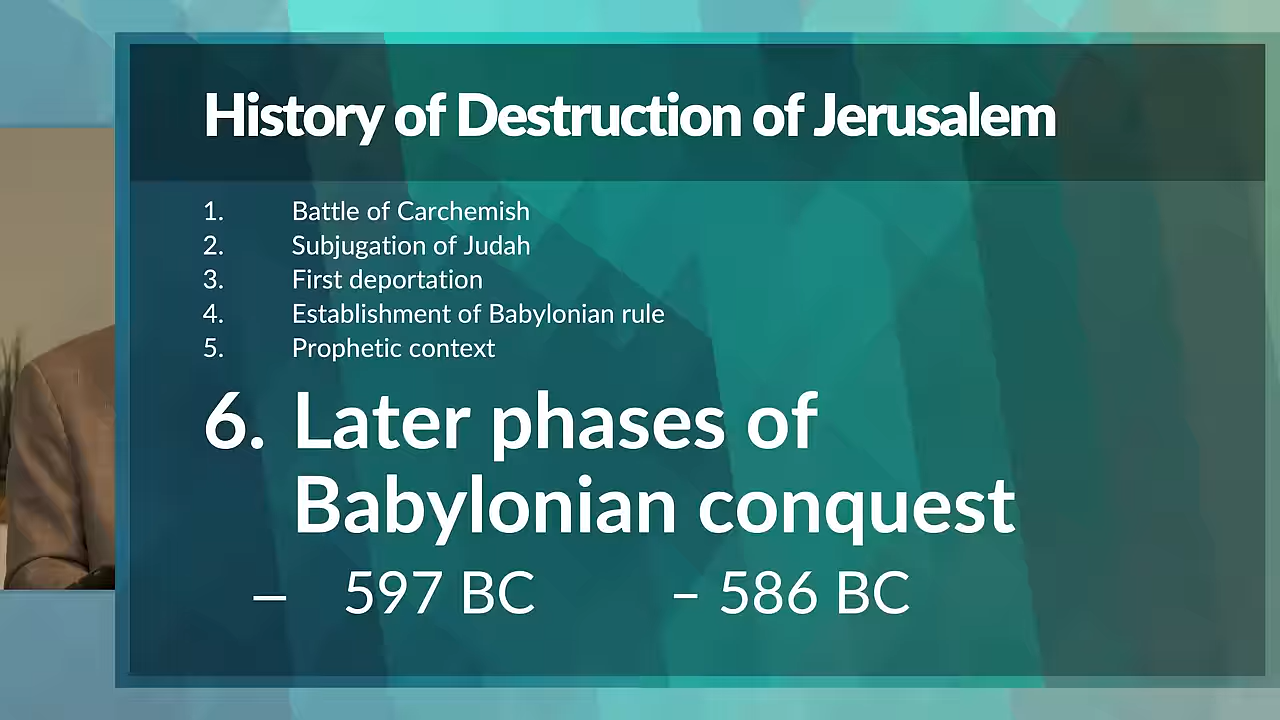 History of Destruction of Jerusalem
1. Battle of Carchemish
2. Subjugation of Judah
3. First deportation
4. Establishment of Babylonian rule
5. Prophetic context
6. Later phases of
Babylonian conquest
– 597 BC – 586 BC